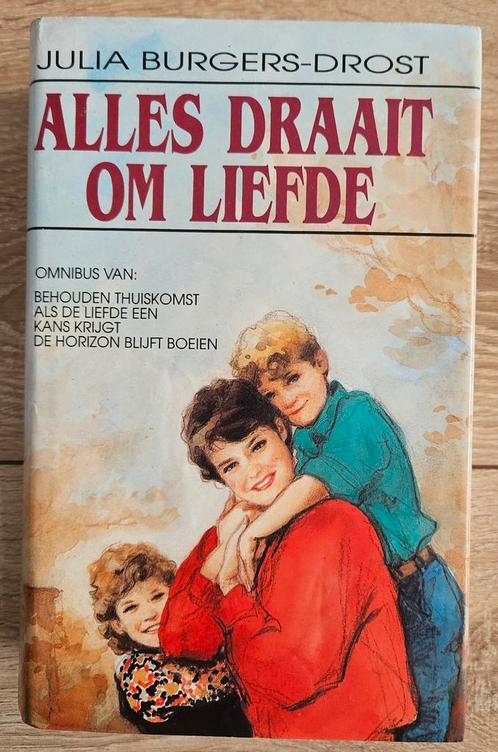 JULIA BURGERS-DROST
ALLES DRAAIT
OM LIEFDE
OMNIBUS VAN:
BEHOUDEN THUISKOMST
ALS DE LIEFDE EEN
KANS KRIJGT
DE HORIZON BLIJFT BOEIEN